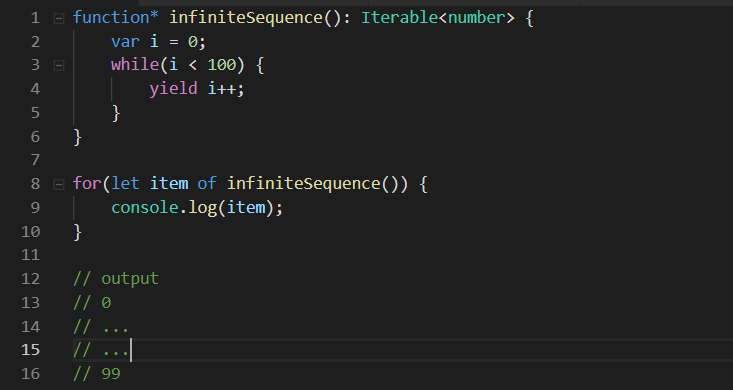 1 function* infiniteSequence(): Iterable<number> {
2     var i = 0;
3     while(i < 100) {
4         yield i++;
5     }
6 }
7
8 for(let item of infiniteSequence()) {
9     console.log(item);
10 }
11
12 // output
13 // 0
14 // ...
15 // ...
16 // 99